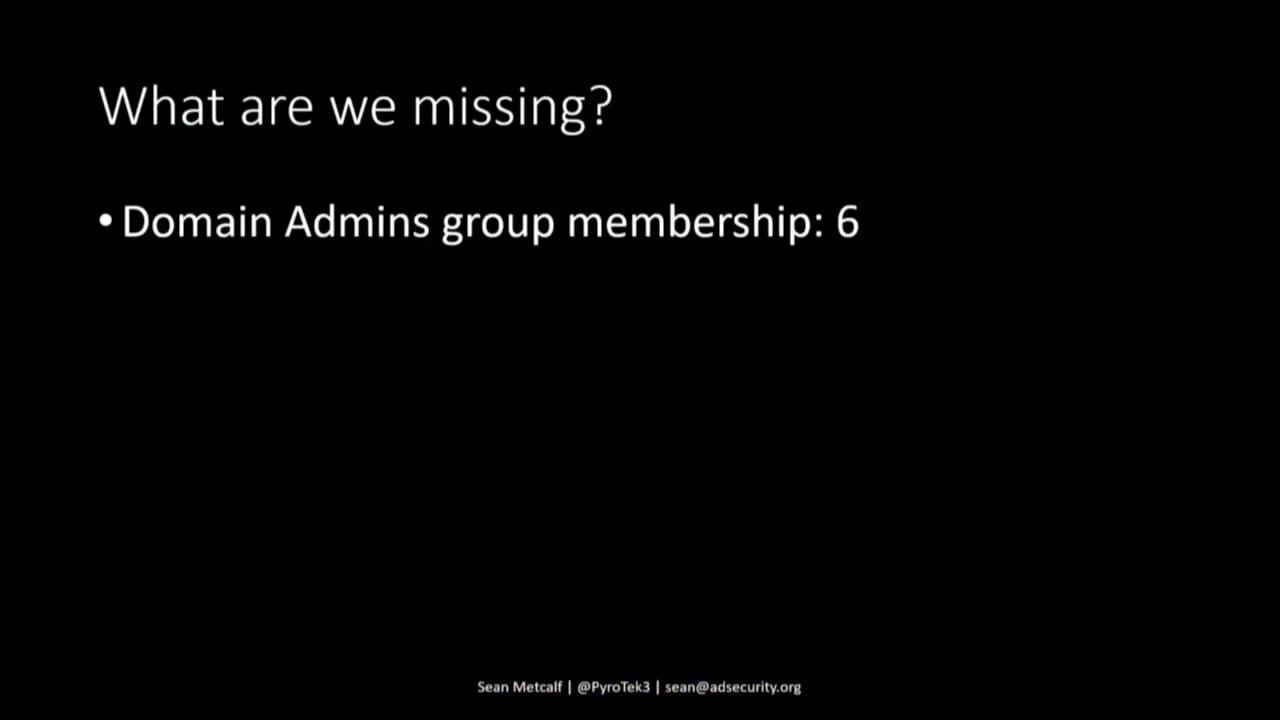 What are we missing?
• Domain Admins group membership: 6
Sean Metcalf | @PyroTek3 | sean@adsecurity.org